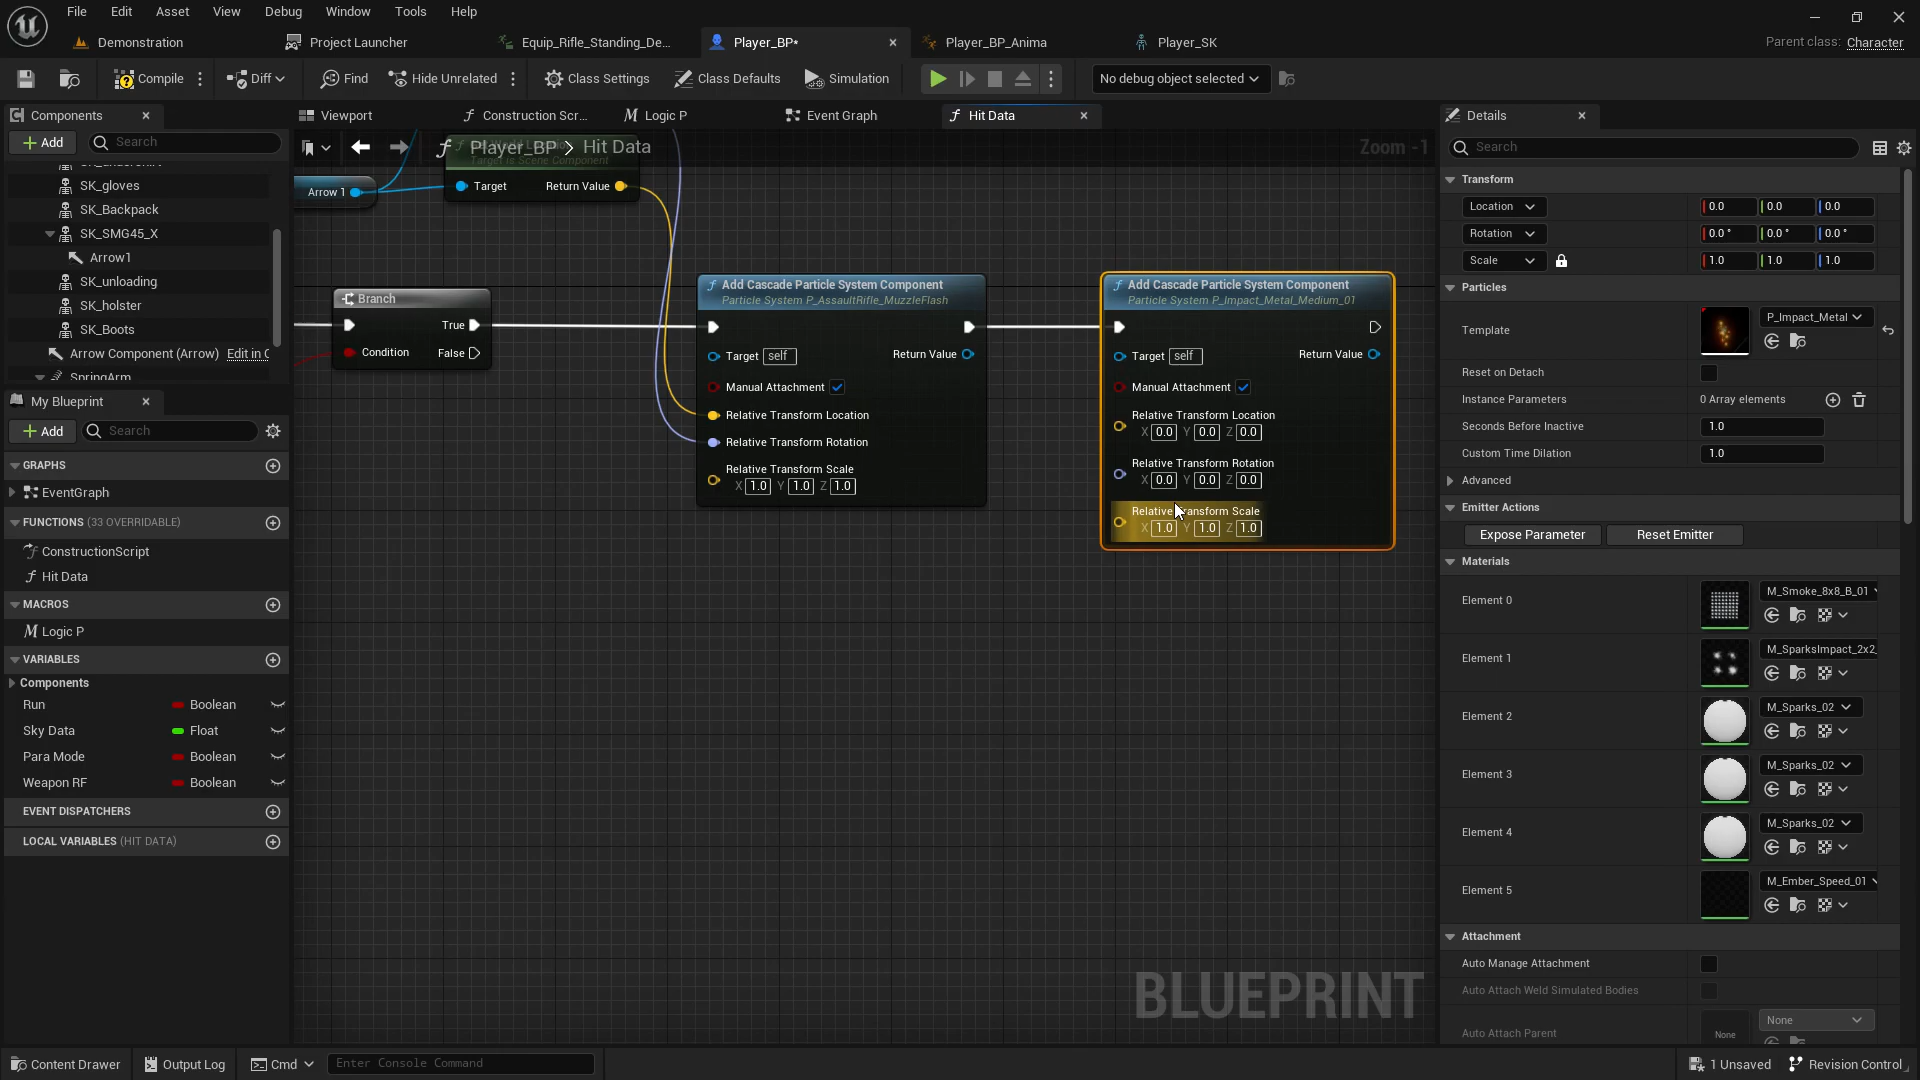 File Edit Asset View Debug Window Tools Help
Demonstration Project Launcher Equip_Rifle_Standing_De... Player_BP* Player_BP_Anima Player_SK Parent class: Character
Compile Diff Find Hide Unrelated Class Settings Class Defaults Simulation No debug object selected
Components
Viewport Construction Scr... Logic P Event Graph Hit Data
Details
Add Search
Player_BP > Hit Data
Zoom -1
Target is Scene Component
Search
SK_gloves
SK_Backpack
SK_SMG45_X
Arrow1
SK_unloading
SK_holster
SK_Boots
Arrow Component (Arrow) Edit in C
SpringArm
My Blueprint
Add Search
GRAPHS
EventGraph
FUNCTIONS (33 OVERRIDABLE)
ConstructionScript
Hit Data
MACROS
Logic P
VARIABLES
Components
Run Boolean
Sky Data Float
Para Mode Boolean
Weapon RF Boolean
EVENT DISPATCHERS
LOCAL VARIABLES (HIT DATA)
Arrow 1
Target Return Value
Branch
True
Condition False
Add Cascade Particle System Component
Particle System P_AssaultRifle_MuzzleFlash
Target self Return Value
Manual Attachment
Relative Transform Location
Relative Transform Rotation
Relative Transform Scale
X 1.0 Y 1.0 Z 1.0
Add Cascade Particle System Component
Particle System P_Impact_Metal_Medium_01
Target self Return Value
Manual Attachment
Relative Transform Location
X 0.0 Y 0.0 Z 0.0
Relative Transform Rotation
X 0.0 Y 0.0 Z 0.0
Relative Transform Scale
X 1.0 Y 1.0 Z 1.0
BLUEPRINT
Transform
Location 0.0 0.0 0.0
Rotation 0.0 ° 0.0 ° 0.0 °
Scale 1.0 1.0 1.0
Particles
Template P_Impact_Metal
Reset on Detach
Instance Parameters 0 Array elements
Seconds Before Inactive 1.0
Custom Time Dilation 1.0
Advanced
Emitter Actions
Expose Parameter Reset Emitter
Materials
Element 0 M_Smoke_8x8_B_01
Element 1 M_SparksImpact_2x2_
Element 2 M_Sparks_02
Element 3 M_Sparks_02
Element 4 M_Sparks_02
Element 5 M_Ember_Speed_01
Attachment
Auto Manage Attachment
Auto Attach Weld Simulated Bodies
Auto Attach Parent None None
Content Drawer Output Log Cmd Enter Console Command 1 Unsaved Revision Control